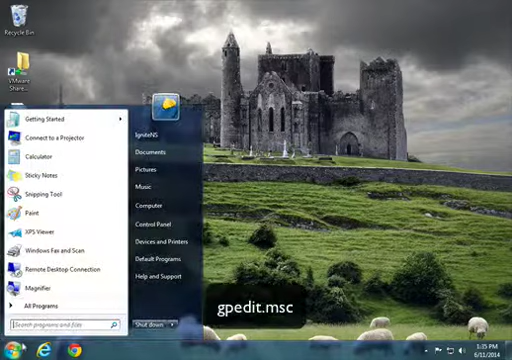 Recycle Bin
VMware
Share...
Getting Started
Connect to a Projector
Calculator
Sticky Notes
Snipping Tool
Paint
XPS Viewer
Windows Fax and Scan
Remote Desktop Connection
Magnifier
All Programs
Search programs and files
IgniteNS
Documents
Pictures
Music
Computer
Control Panel
Devices and Printers
Default Programs
Help and Support
Shut down
gpedit.msc
1:35 PM
6/11/2014